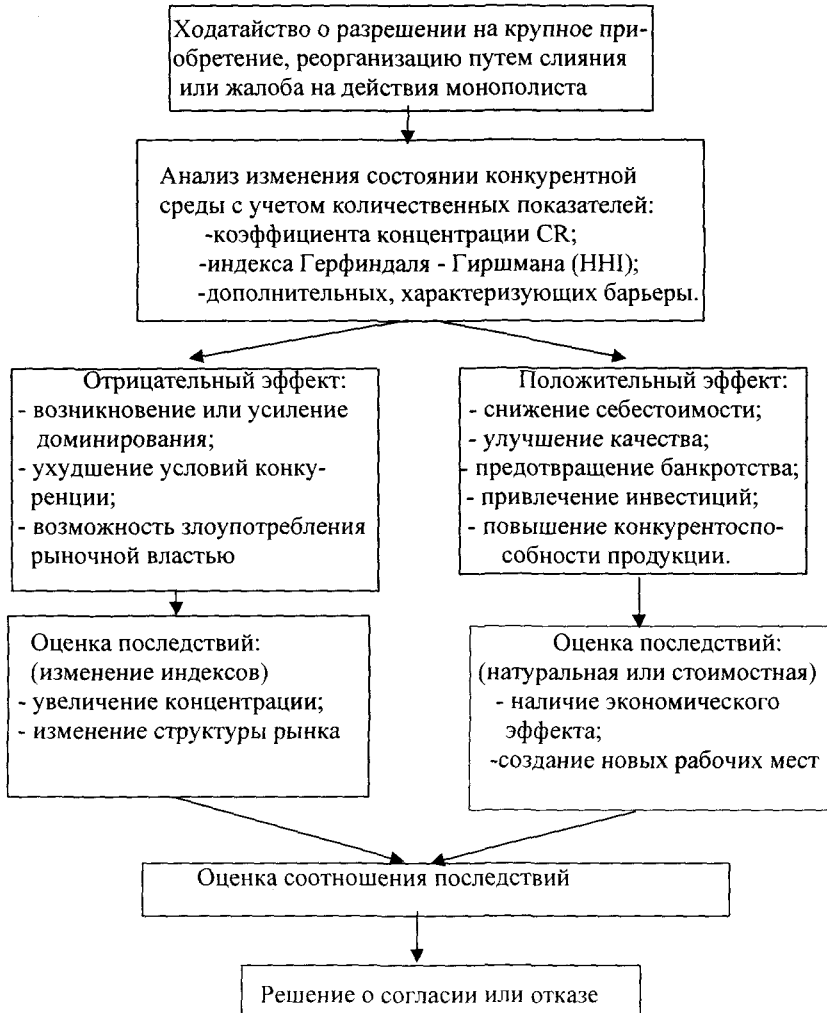 Ходатайство о разрешении на крупное при-
обретение, реорганизацию путем слияния
или жалоба на действия монополиста
Анализ изменения состоянии конкурентной
среды с учетом количественных показателей:
-коэффициента концентрации CR;
-индекса Герфиндаля - Гиршмана (HHI);
-дополнительных, характеризующих барьеры.
Отрицательный эффект:
- возникновение или усиление
доминирования;
- ухудшение условий конку-
ренции;
- возможность злоупотребления
рыночной властью
Положительный эффект:
- снижение себестоимости;
- улучшение качества;
- предотвращение банкротства;
- привлечение инвестиций;
- повышение конкурентоспо-
собности продукции.
Оценка последствий:
(изменение индексов)
- увеличение концентрации;
- изменение структуры рынка
Оценка последствий:
(натуральная или стоимостная)
- наличие экономического
эффекта;
-создание новых рабочих мест
Оценка соотношения последствий
Решение о согласии или отказе